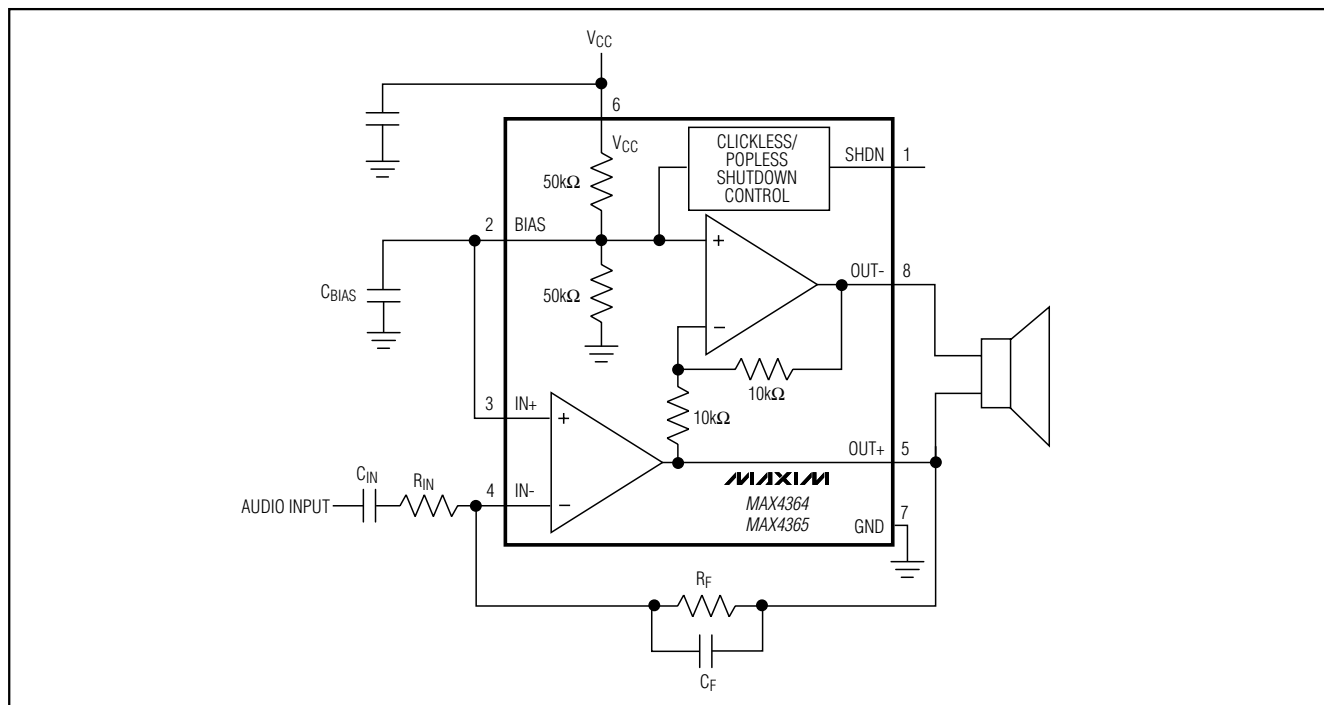 VCC
6
VCC
CLICKLESS/
POPLESS
SHUTDOWN
CONTROL
SHDN
1
50kΩ
2
BIAS
CBIAS
50kΩ
OUT-
8
+
−
10kΩ
10kΩ
3
IN+
+
OUT+
5
CIN
RIN
AUDIO INPUT
4
IN-
−
MAXIM
MAX4364
MAX4365
7
GND
RF
CF